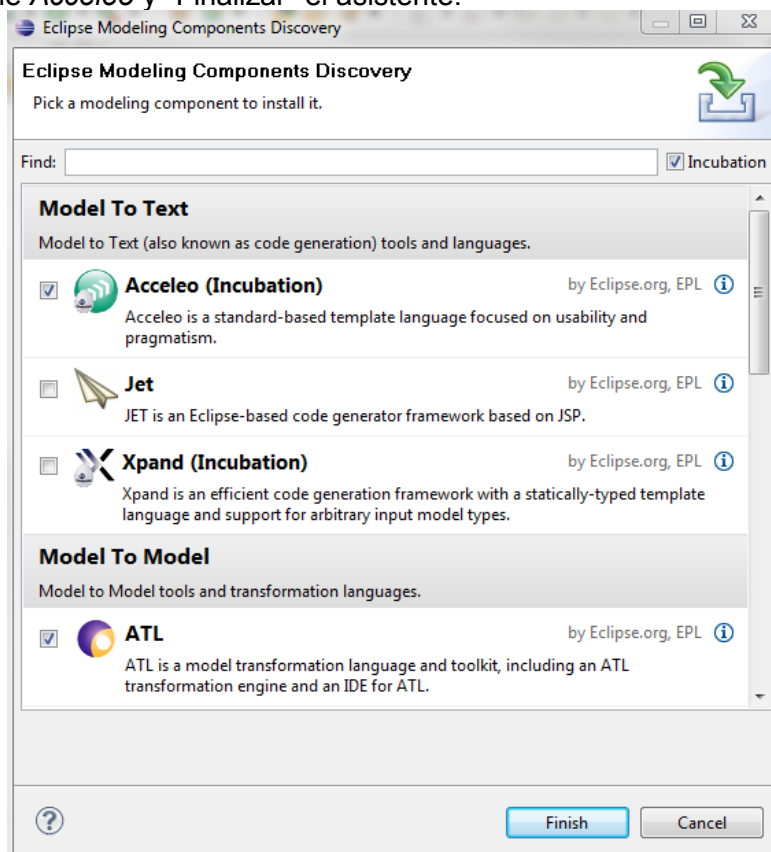 y "Finalizar" el asistente.
Eclipse Modeling Components Discovery
Eclipse Modeling Components Discovery
Pick a modeling component to install it.
Find:
Incubation
Model To Text
Model to Text (also known as code generation) tools and languages.
Acceleo (Incubation) by Eclipse.org, EPL
Acceleo is a standard-based template language focused on usability and
pragmatism.
Jet by Eclipse.org, EPL
JET is an Eclipse-based code generator framework based on JSP.
Xpand (Incubation) by Eclipse.org, EPL
Xpand is an efficient code generation framework with a statically-typed template
language and support for arbitrary input model types.
Model To Model
Model to Model tools and transformation languages.
ATL by Eclipse.org, EPL
ATL is a model transformation language and toolkit, including an ATL
transformation engine and an IDE for ATL.
Finish Cancel